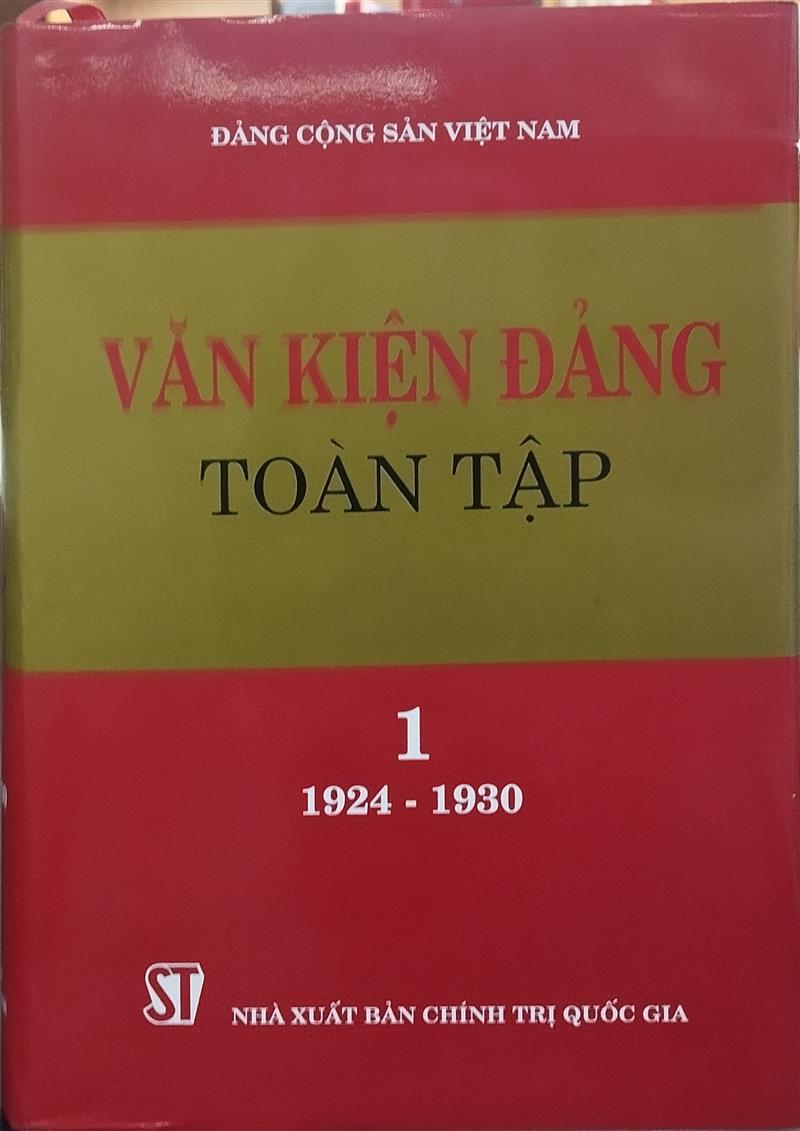 ĐẢNG CỘNG SẢN VIỆT NAM
VĂN KIỆN ĐẢNG
TOÀN TẬP
1
1924 - 1930
ST
NHÀ XUẤT BẢN CHÍNH TRỊ QUỐC GIA